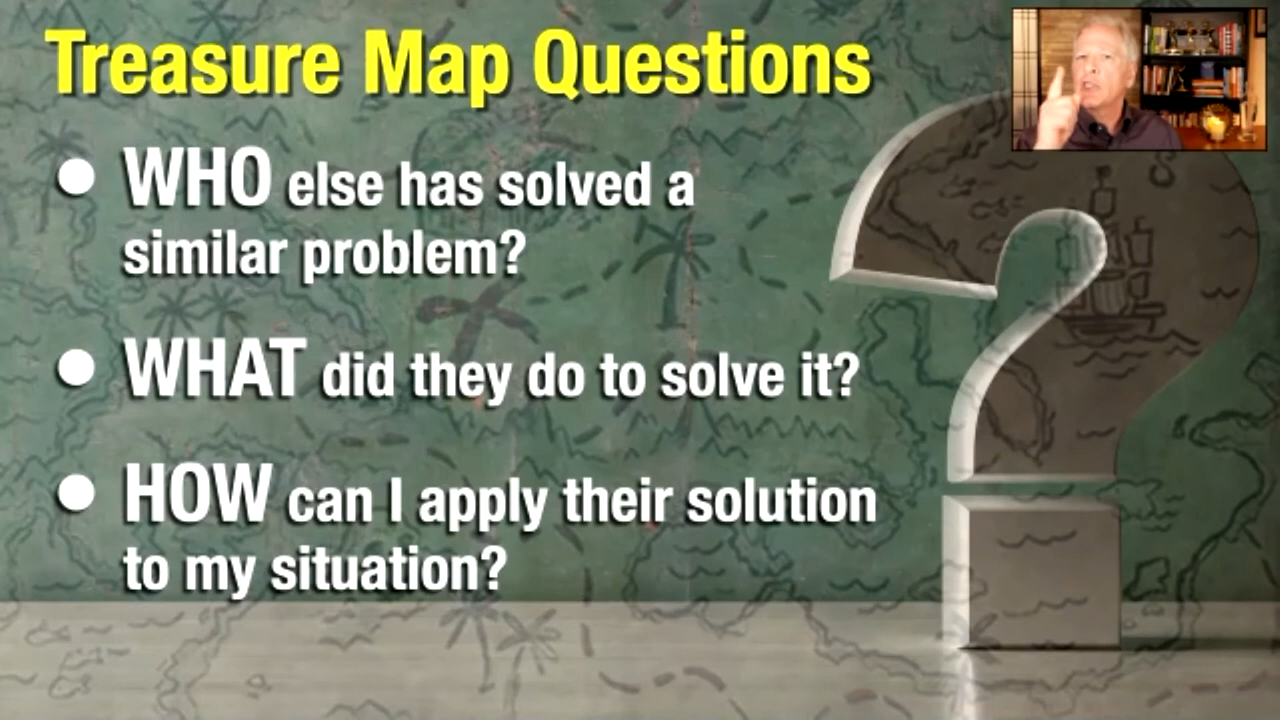 Treasure Map Questions
• WHO else has solved a
similar problem?
• WHAT did they do to solve it?
• HOW can I apply their solution
to my situation?